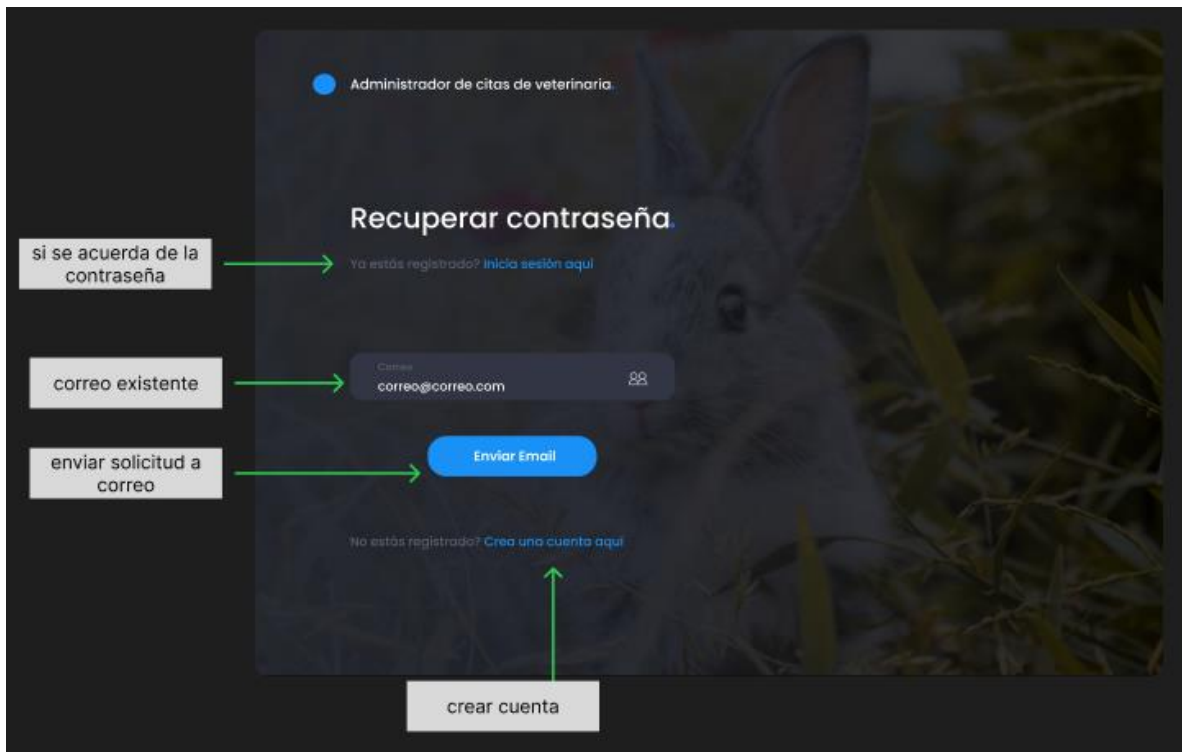 Administrador de citas de veterinaria.
Recuperar contraseña.
si se acuerda de la
contraseña
Ya estás registrado? Inicia sesión aquí
Correo
correo existente
correo@correo.com
enviar solicitud a
correo
Enviar Email
No estás registrado? Crea una cuenta aquí
crear cuenta